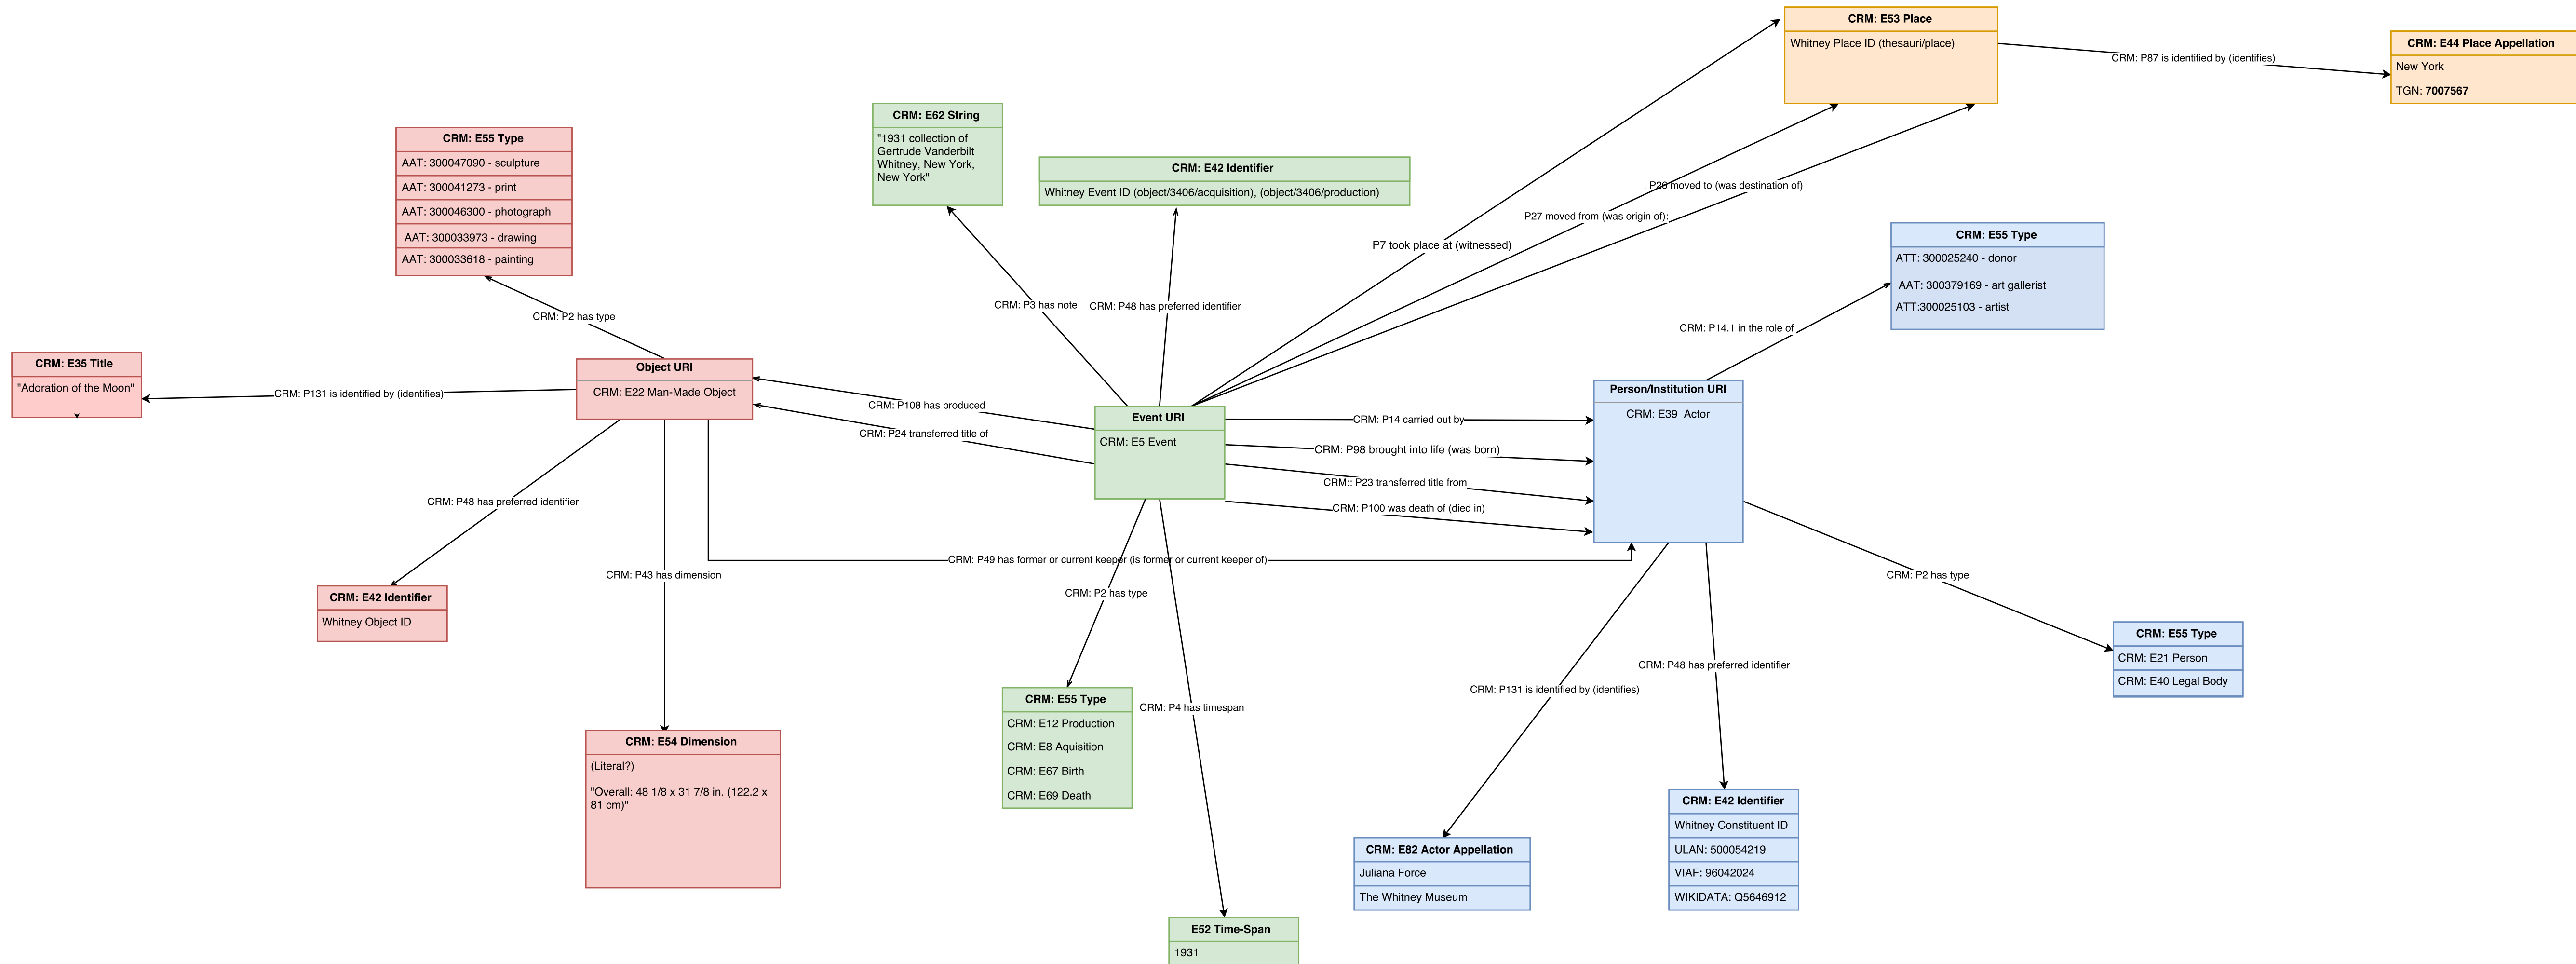 CRM: E53 Place
Whitney Place ID (thesauri/place)
CRM: P87 is identified by (identifies)
CRM: E44 Place Appellation
New York
TGN: 7007567
CRM: E62 String
"1931 collection of
Gertrude Vanderbilt
Whitney, New York,
New York"
CRM: E55 Type
AAT: 300047090 - sculpture
AAT: 300041273 - print
AAT: 300046300 - photograph
AAT: 300033973 - drawing
AAT: 300033618 - painting
CRM: E42 Identifier
Whitney Event ID (object/3406/acquisition), (object/3406/production)
. P26 moved to (was destination of)
P27 moved from (was origin of):
P7 took place at (witnessed)
CRM: E55 Type
ATT: 300025240 - donor
AAT: 300379169 - art gallerist
ATT:300025103 - artist
CRM: P3 has note
CRM: P48 has preferred identifier
CRM: P2 has type
CRM: P14.1 in the role of
CRM: E35 Title
"Adoration of the Moon"
CRM: P131 is identified by (identifies)
Object URI
CRM: E22 Man-Made Object
CRM: P108 has produced
CRM: P24 transferred title of
Event URI
CRM: E5 Event
CRM: P14 carried out by
CRM: P98 brought into life (was born)
CRM:: P23 transferred title from
CRM: P100 was death of (died in)
Person/Institution URI
CRM: E39 Actor
CRM: P48 has preferred identifier
CRM: P43 has dimension
CRM: P49 has former or current keeper (is former or current keeper of)
CRM: P2 has type
CRM: P2 has type
CRM: E42 Identifier
Whitney Object ID
CRM: E55 Type
CRM: E21 Person
CRM: E40 Legal Body
CRM: P48 has preferred identifier
CRM: P131 is identified by (identifies)
CRM: P4 has timespan
CRM: E55 Type
CRM: E12 Production
CRM: E8 Aquisition
CRM: E67 Birth
CRM: E69 Death
CRM: E54 Dimension
(Literal?)
"Overall: 48 1/8 x 31 7/8 in. (122.2 x
81 cm)"
CRM: E42 Identifier
Whitney Constituent ID
ULAN: 500054219
VIAF: 96042024
WIKIDATA: Q5646912
CRM: E82 Actor Appellation
Juliana Force
The Whitney Museum
E52 Time-Span
1931